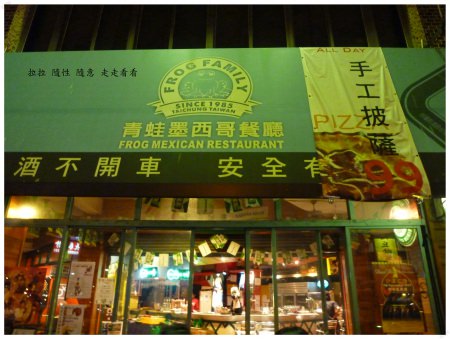 拉拉 隨性 隨意 走走看看
FROG FAMILY
SINCE 1985
TAICHUNG TAIWAN
青蛙墨西哥餐廳
FROG MEXICAN RESTAURANT
酒不開車 安全有
ALL DAY
手工披薩
PIZZ
99